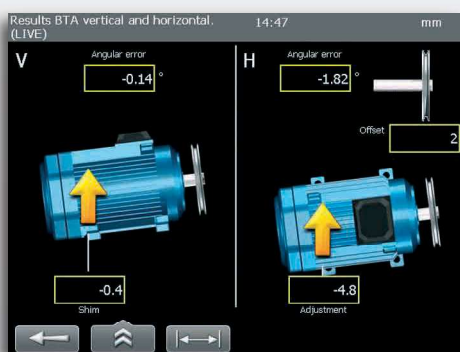 Results BTA vertical and horizontal. 14:47 mm
(LIVE)
V Angular error
-0.14 °
H Angular error
-1.82 °
Offset
2
-0.4
Shim
-4.8
Adjustment